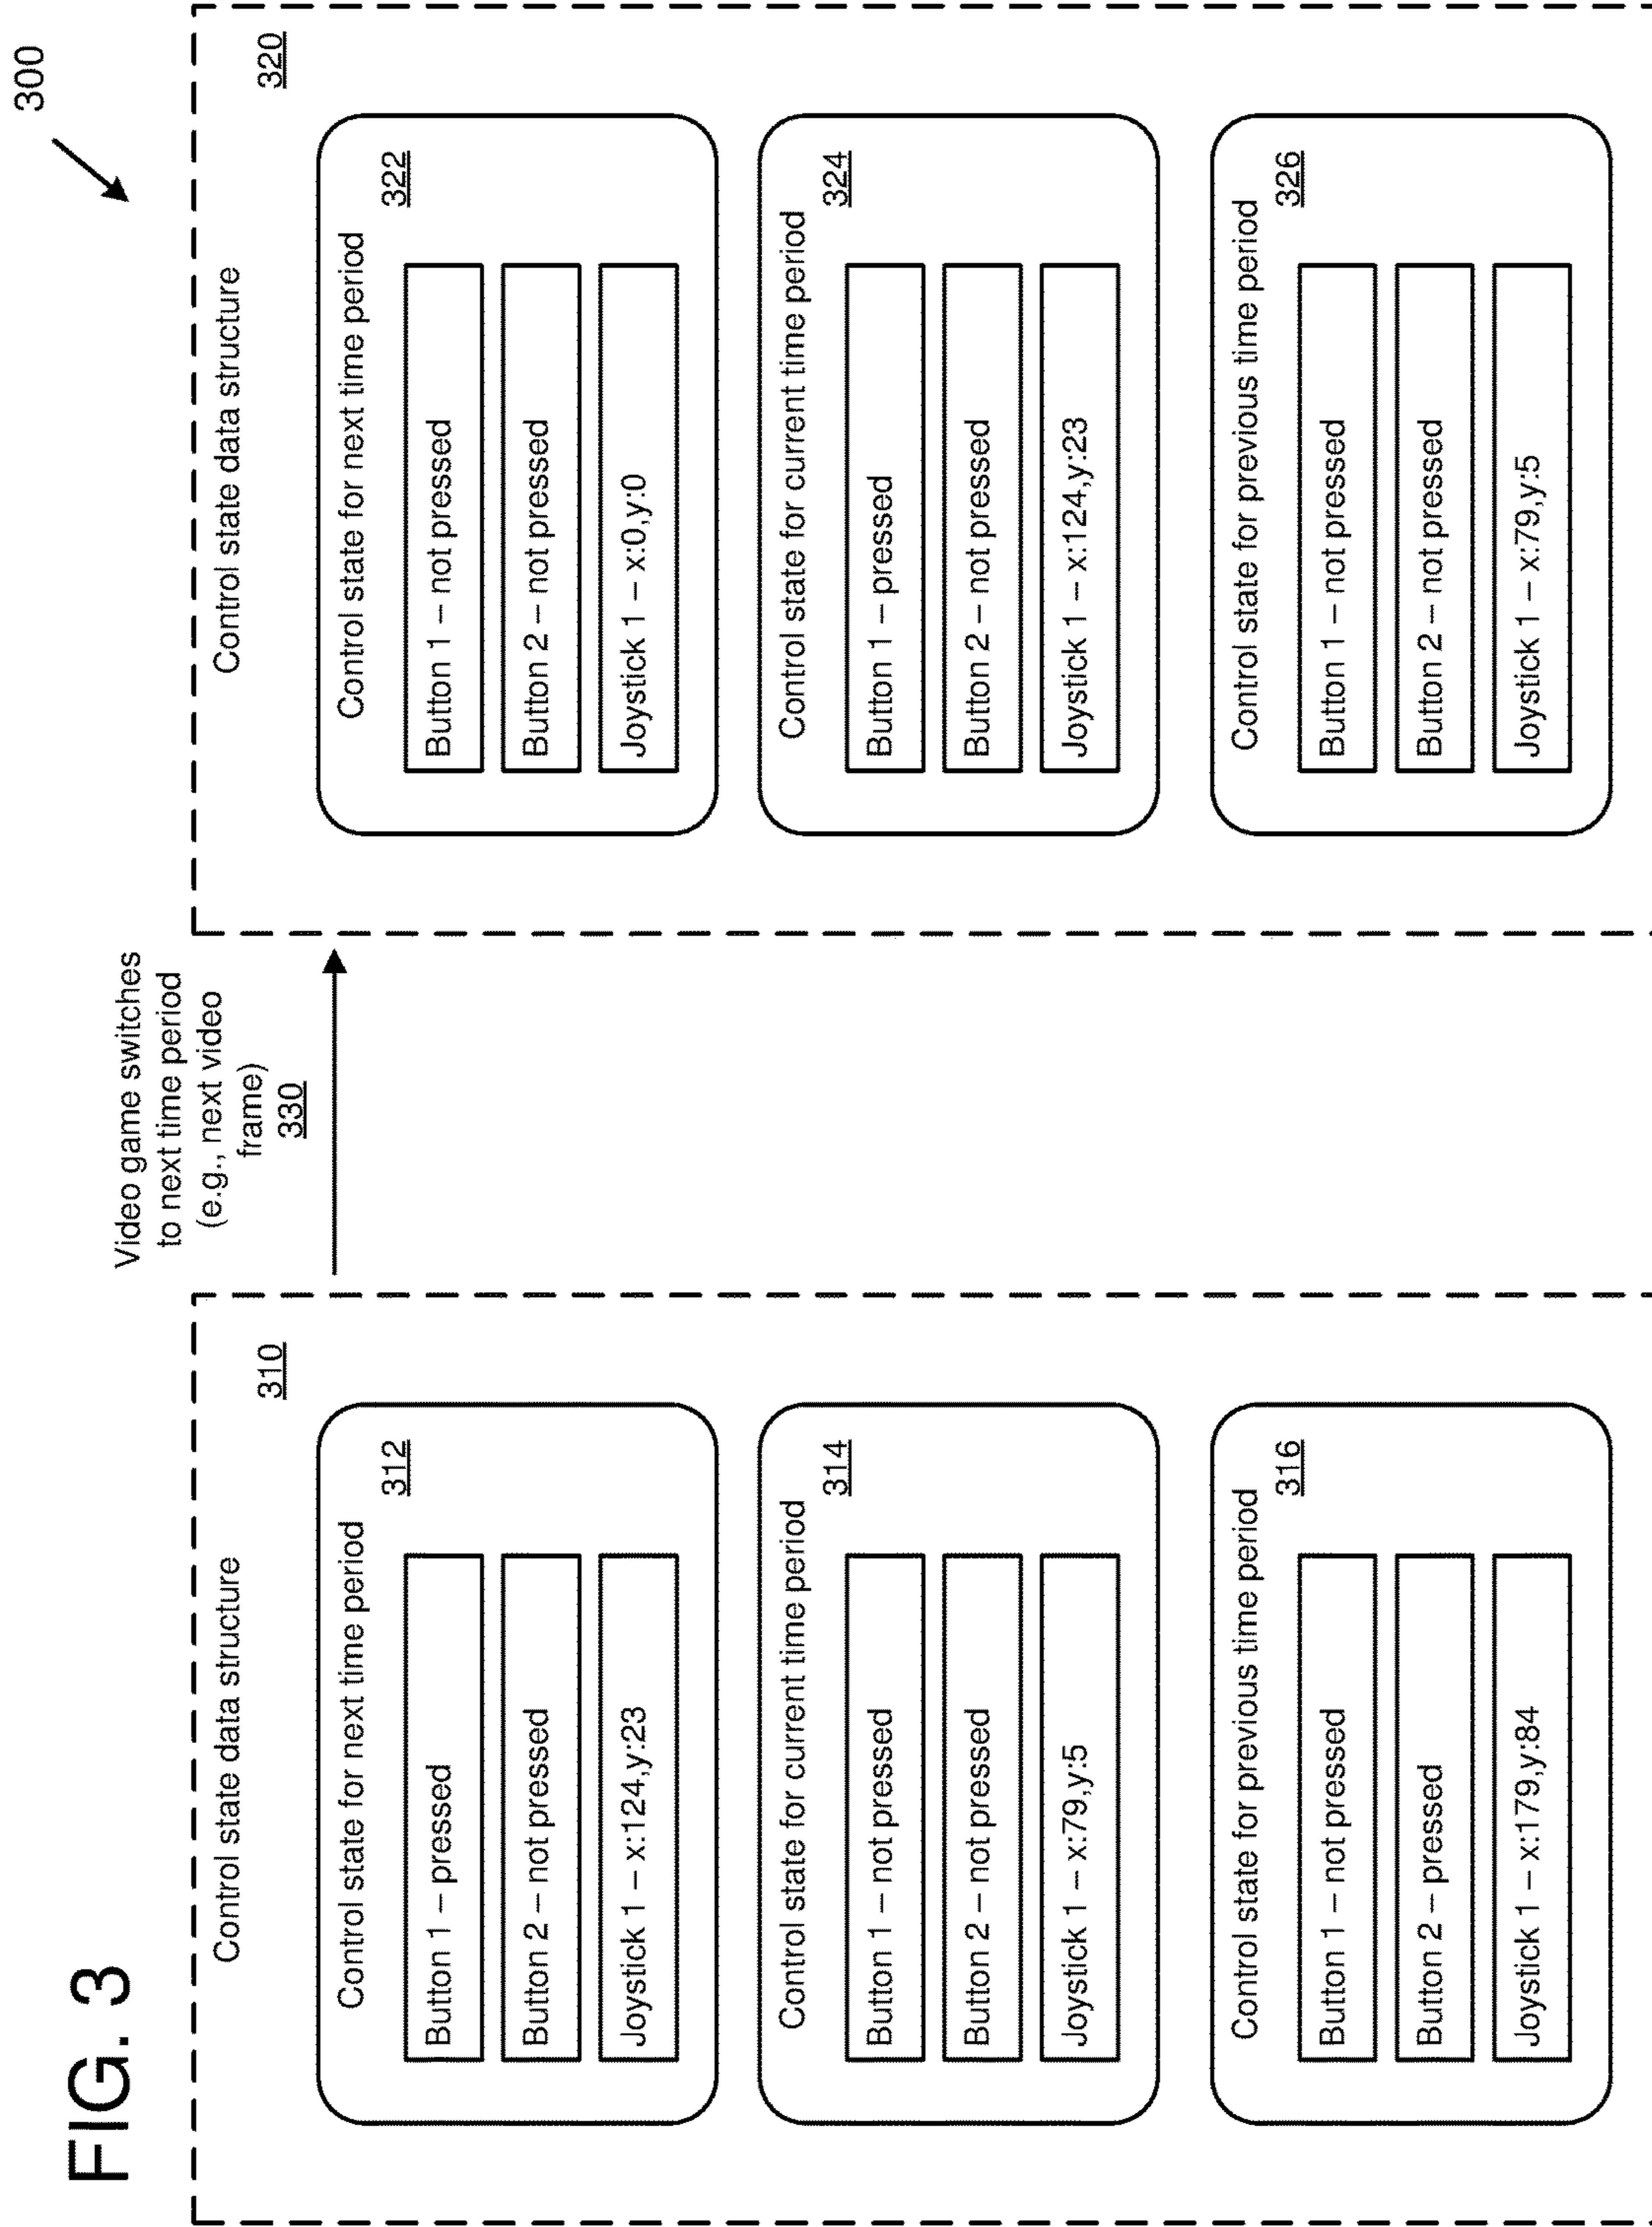 FIG. 3
300
Control state data structure
310
Control state for next time period
312
Button 1 – pressed
Button 2 – not pressed
Joystick 1 – x:124,y:23
Control state for current time period
314
Button 1 – not pressed
Button 2 – not pressed
Joystick 1 – x:79,y:5
Control state for previous time period
316
Button 1 – not pressed
Button 2 – pressed
Joystick 1 – x:179,y:84
Video game switches
to next time period
(e.g., next video
frame)
330
Control state data structure
320
Control state for next time period
322
Button 1 – not pressed
Button 2 – not pressed
Joystick 1 – x:0,y:0
Control state for current time period
324
Button 1 – pressed
Button 2 – not pressed
Joystick 1 – x:124,y:23
Control state for previous time period
326
Button 1 – not pressed
Button 2 – not pressed
Joystick 1 – x:79,y:5